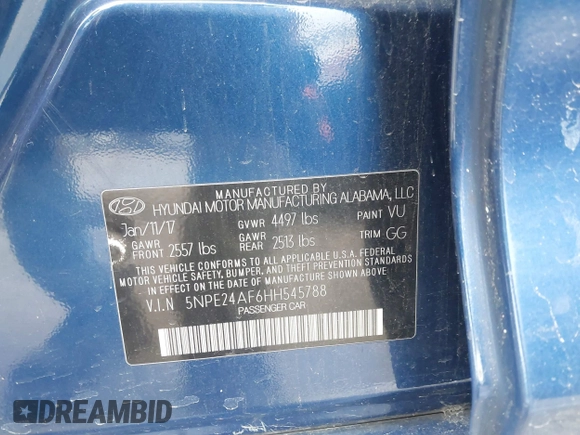 MANUFACTURED BY
HYUNDAI MOTOR MANUFACTURING ALABAMA, LLC
Jan/11/17 GVWR 4497 lbs PAINT VU
GAWR FRONT 2557 lbs GAWR REAR 2513 lbs TRIM GG
THIS VEHICLE CONFORMS TO ALL APPLICABLE U.S.A. FEDERAL
MOTOR VEHICLE SAFETY, BUMPER, AND THEFT PREVENTION STANDARDS
IN EFFECT ON THE DATE OF MANUFACTURE SHOWN ABOVE.
V.I.N 5NPE24AF6HH545788
PASSENGER CAR
DREAMBID